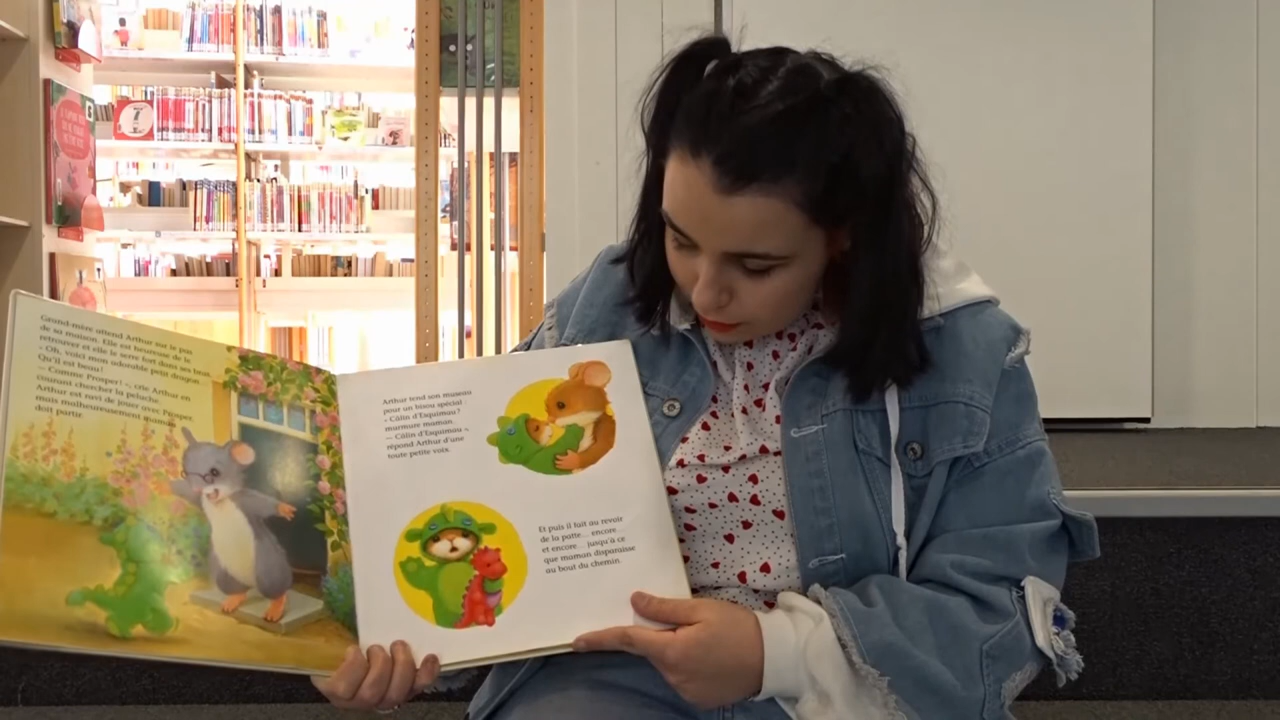 Grand-mère attend Arthur sur le pas
de sa maison. Elle est heureuse de le
retrouver et elle le serre fort dans ses bras.
« Oh, voici mon adorable petit dragon...
Qu'il est beau !
— Comme Prosper ! », crie Arthur en
courant chercher la peluche.
Arthur est ravi de jouer avec Prosper,
mais malheureusement maman
doit partir.
Arthur tend son museau
pour un bisou spécial :
« Câlin d'Esquimau ?
murmure maman.
— Câlin d'Esquimau »,
répond Arthur d'une
toute petite voix.
Et puis il fait au revoir
de la patte... encore...
et encore... jusqu'à ce
que maman disparaisse
au bout du chemin.
7